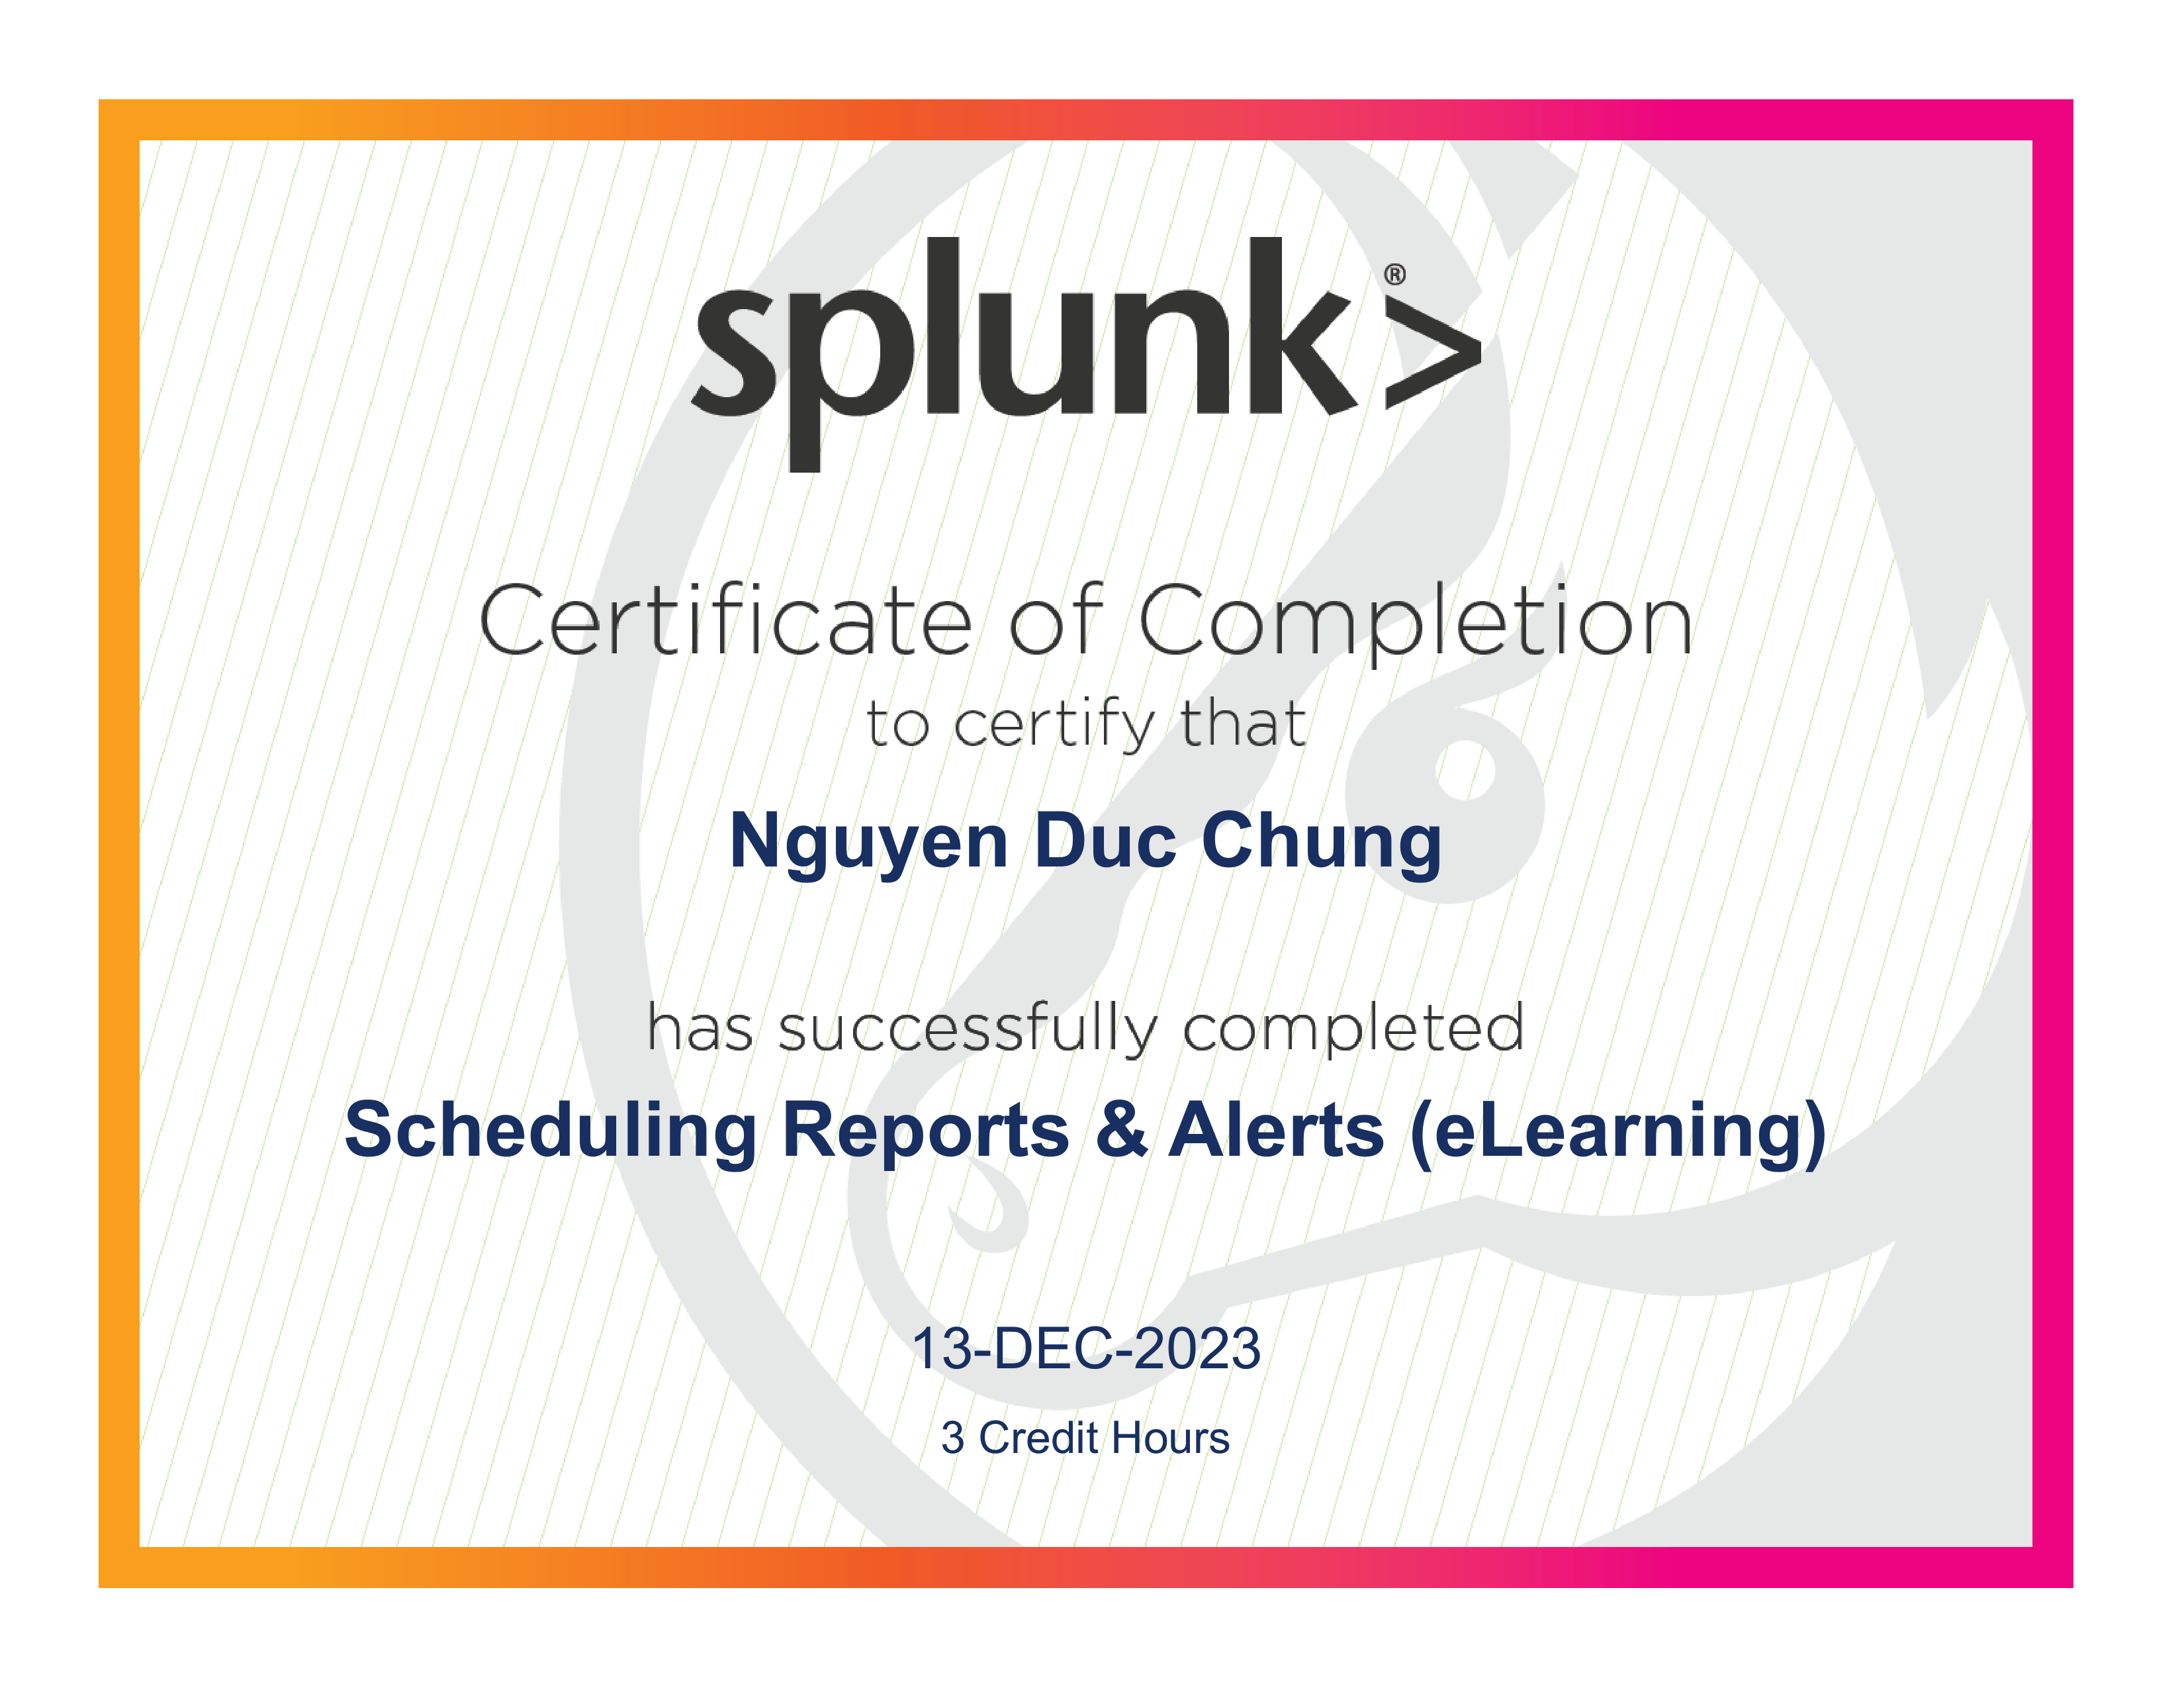 splunk>®
Certificate of Completion
to certify that
Nguyen Duc Chung
has successfully completed
Scheduling Reports & Alerts (eLearning)
13-DEC-2023
3 Credit Hours